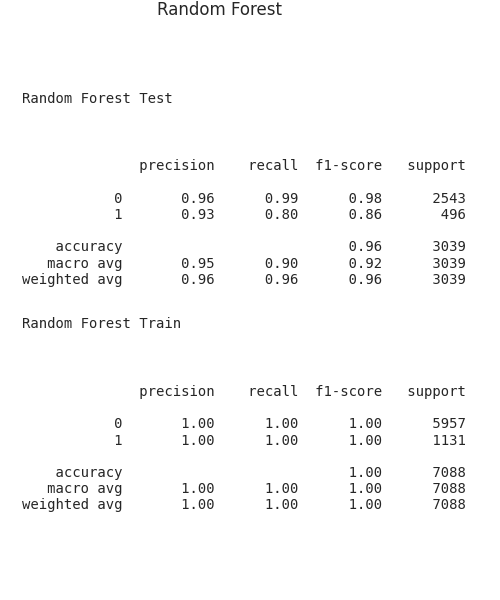 Random Forest
Random Forest Test
precision    recall  f1-score   support
0       0.96      0.99      0.98      2543
1       0.93      0.80      0.86       496
accuracy                           0.96      3039
macro avg       0.95      0.90      0.92      3039
weighted avg       0.96      0.96      0.96      3039
Random Forest Train
precision    recall  f1-score   support
0       1.00      1.00      1.00      5957
1       1.00      1.00      1.00      1131
accuracy                           1.00      7088
macro avg       1.00      1.00      1.00      7088
weighted avg       1.00      1.00      1.00      7088